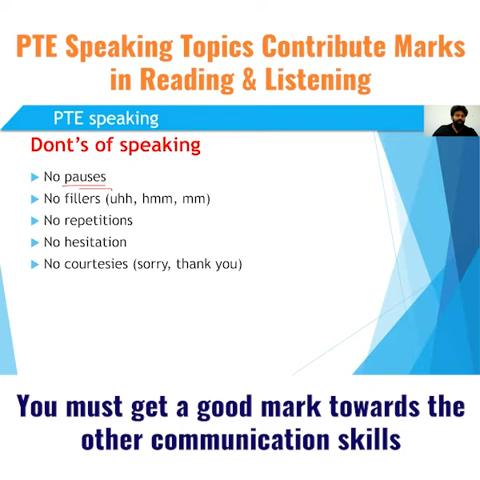 PTE Speaking Topics Contribute Marks
in Reading & Listening
PTE speaking
Dont's of speaking
No pauses
No fillers (uhh, hmm, mm)
No repetitions
No hesitation
No courtesies (sorry, thank you)
You must get a good mark towards the
other communication skills